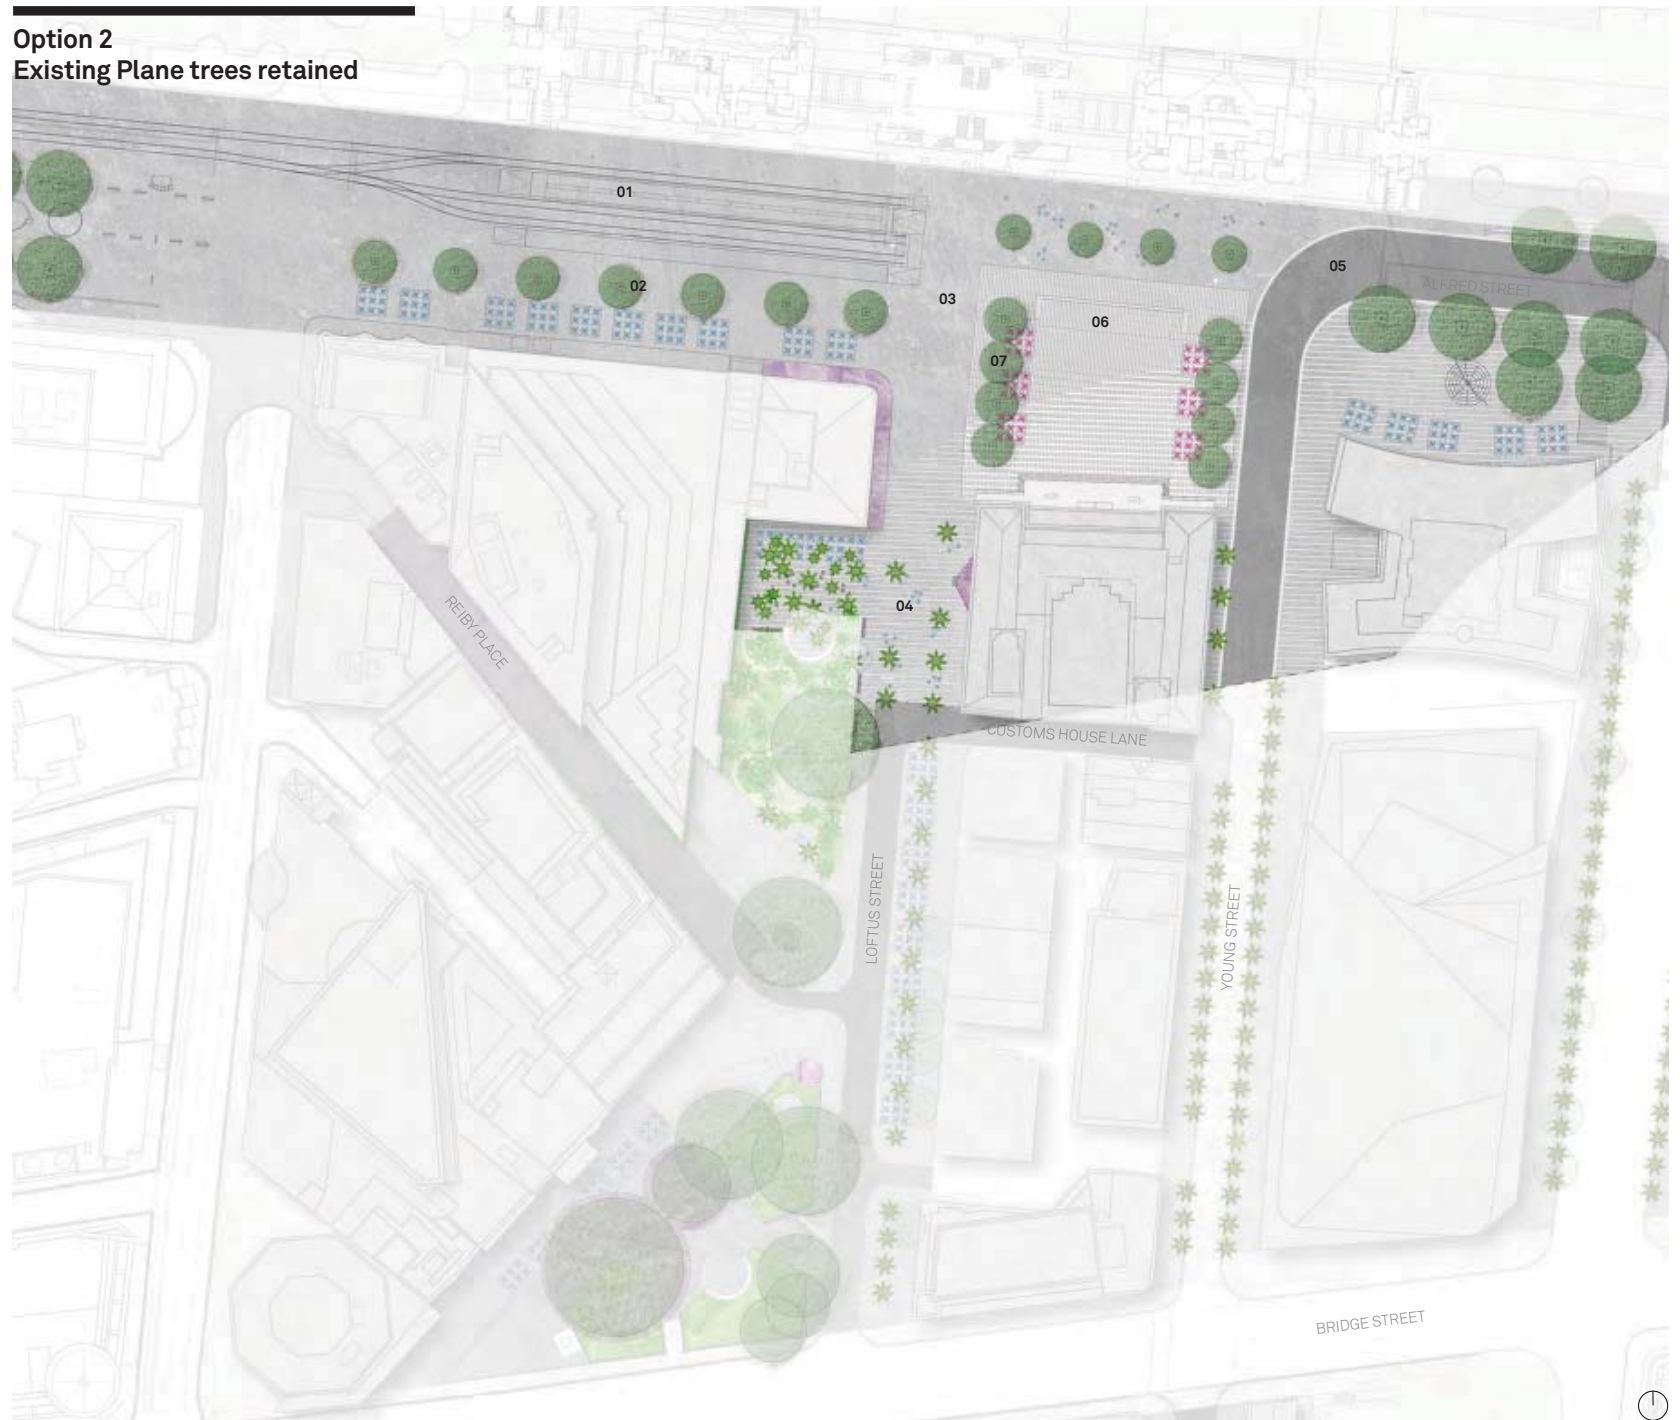 Option 2
Existing Plane trees retained
01
02
03
04
05
06
07
ALFRED STREET
REIBY PLACE
CUSTOMS HOUSE LANE
LOFTUS STREET
YOUNG STREET
BRIDGE STREET